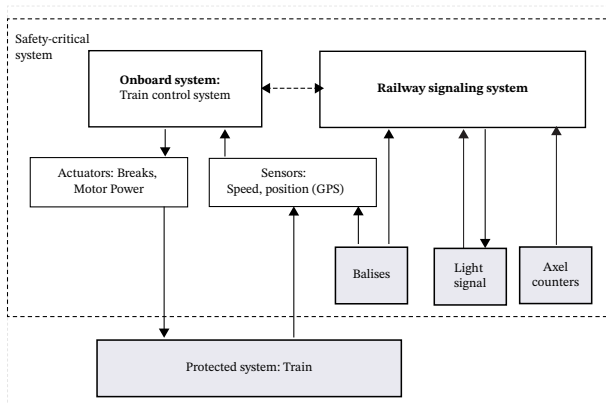 Safety-critical
system
Onboard system:
Train control system
Railway signaling system
Actuators: Breaks,
Motor Power
Sensors:
Speed, position (GPS)
Balises
Light
signal
Axel
counters
Protected system: Train